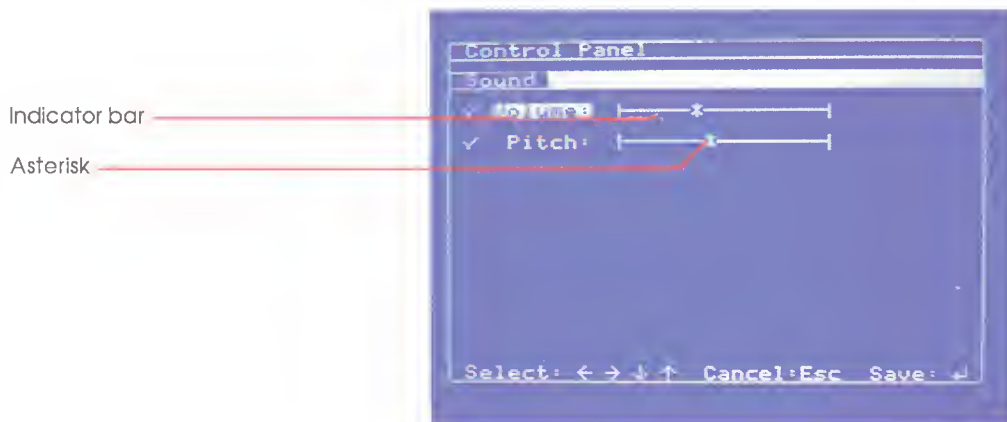 Control Panel
Sound
Indicator bar
✓ Volume:
✓ Pitch:
Asterisk
Select: ← → ↓ ↑ Cancel:Esc Save: ↵